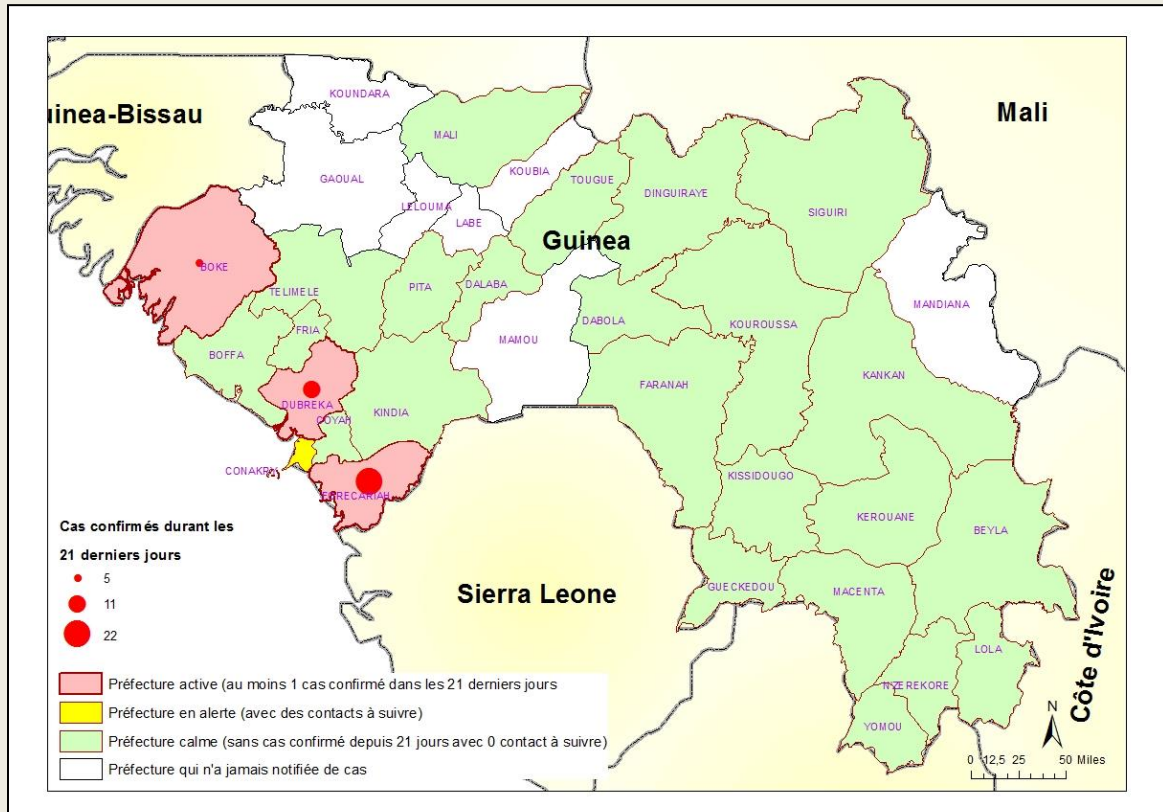 uinea-Bissau
KOUNDARA
MALI
Mali
KOUBIA
GAOUAL
TOUGUE
DINGUIRAYE
LELOUMA
LABE
SIGUIRI
Guinea
BOKE
TELIMELE
PITA
DALABA
MANDIANA
FRIA
DABOLA
KOUROUSSA
BOFFA
MAMOU
KANKAN
DUBREKA
FARANAH
KINDIA
COYAH
CONAKRY
KISSIDOUGO
KEROUANE
BEYLA
GUECKEDOU
MACENTA
Sierra Leone
LOLA
N'ZEREKORE
YOMOU
Côte d'Ivoire
Cas confirmés durant les
21 derniers jours
5
11
22
Préfecture active (au moins 1 cas confirmé dans les 21 derniers jours
Préfecture en alerte (avec des contacts à suivre)
Préfecture calme (sans cas confirmé depuis 21 jours avec 0 contact à suivre)
Préfecture qui n'a jamais notifiée de cas
N
0 12,5 25 50 Miles